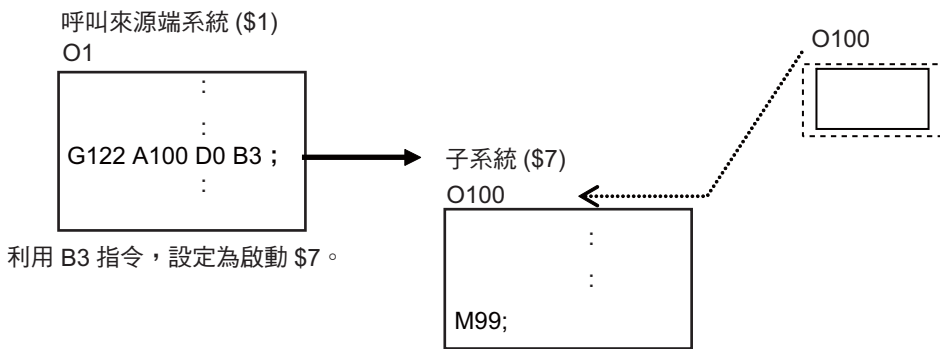 呼叫來源端系統 ($1)
O1
:
:
G122 A100 D0 B3；
:
利用 B3 指令，設定為啟動 $7。
O100
子系統 ($7)
O100
:
:
M99;